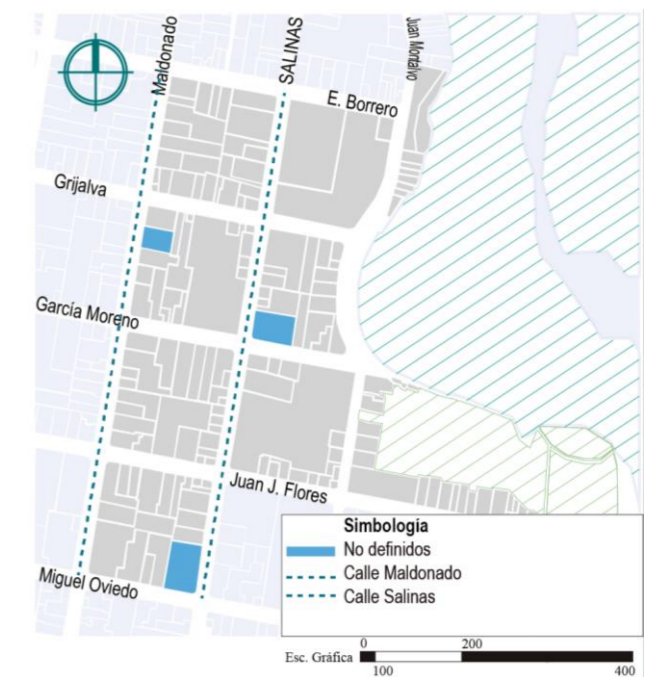 Maldonado
SALINAS
Juan Montalvo
E. Borrero
Grijalva
García Moreno
Juan J. Flores
Miguel Oviedo
Simbología
No definidos
Calle Maldonado
Calle Salinas
Esc. Gráfica
0
200
100
400